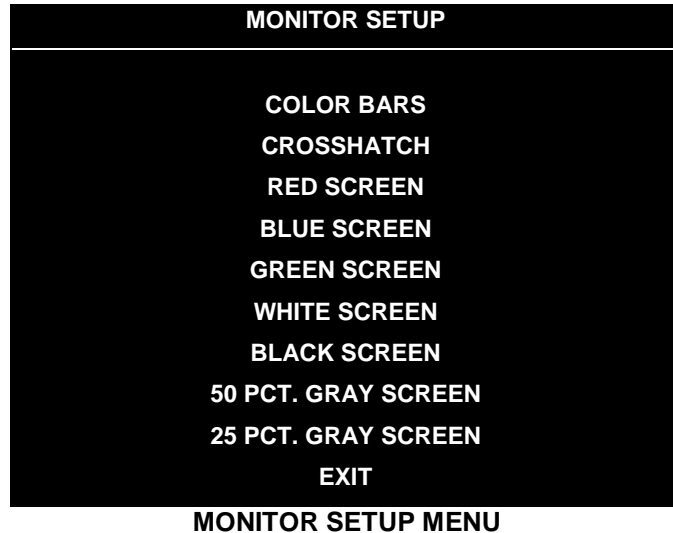 MONITOR SETUP
COLOR BARS
CROSSHATCH
RED SCREEN
BLUE SCREEN
GREEN SCREEN
WHITE SCREEN
BLACK SCREEN
50 PCT. GRAY SCREEN
25 PCT. GRAY SCREEN
EXIT
MONITOR SETUP MENU